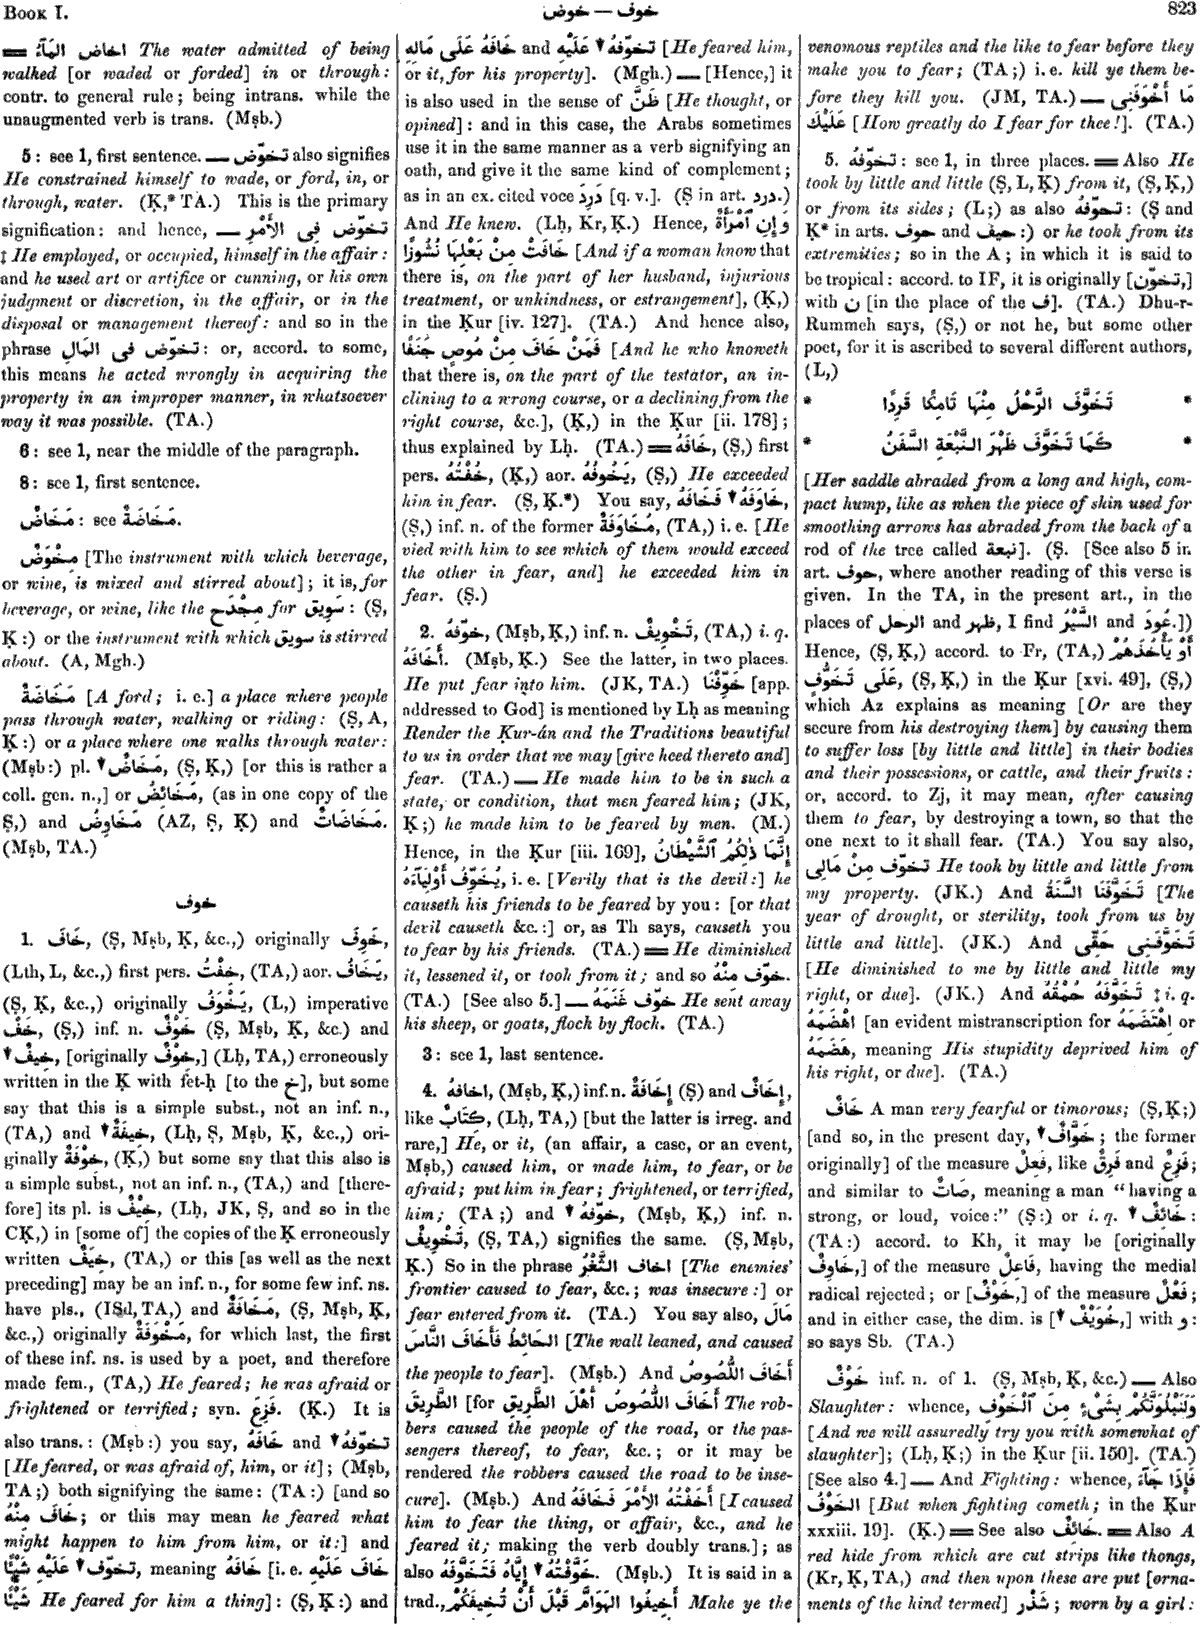 Book I.
خوض — خوف
823
= اخاض المَآءُ The water admitted of being
walked [or waded or forded] in or through:
contr. to general rule; being intrans. while the
unaugmented verb is trans. (Mṣb.)
5: see 1, first sentence. — تخوّض also signifies
He constrained himself to wade, or ford, in, or
through, water. (Ḳ,* TA.) This is the primary
signification: and hence, — تخوّض فِى الأَمْرِ
‡ He employed, or occupied, himself in the affair:
and he used art or artifice or cunning, or his own
judgment or discretion, in the affair, or in the
disposal or management thereof: and so in the
phrase تخوّض فى المَالِ: or, accord. to some,
this means he acted wrongly in acquiring the
property in an improper manner, in whatsoever
way it was possible. (TA.)
6: see 1, near the middle of the paragraph.
8: see 1, first sentence.
مَخَاضٌ: see مَخَاضَةٌ.
مِخْوَضٌ [The instrument with which beverage,
or wine, is mixed and stirred about]; it is, for
beverage, or wine, like the مِجْدَح for سَوِيق: (Ṣ,
Ḳ:) or the instrument with which سويق is stirred
about. (A, Mgh.)
مَخَاضَةٌ [A ford; i. e.] a place where people
pass through water, walking or riding: (Ṣ, A,
Ḳ:) or a place where one walks through water:
(Mṣb:) pl. ▼ مَخَاضٌ, (Ṣ, Ḳ,) [or this is rather a
coll. gen. n.,] or مَخَائِضُ, (as in one copy of the
Ṣ,) and مَخَاوِضُ (AZ, Ṣ, Ḳ) and مَخَاضَاتٌ.
(Mṣb, TA.)
خوف
1. خَافَ, (Ṣ, Mṣb, Ḳ, &c.,) originally خَوِفَ,
(Lth, L, &c.,) first pers. خِفْتُ, (TA,) aor. يَخَافُ,
(Ṣ, Ḳ, &c.,) originally يَخْوَفُ, (L,) imperative
خَفْ, (Ṣ,) inf. n. خَوْفٌ (Ṣ, Mṣb, Ḳ, &c.) and
▼ خِيفٌ, [originally خِوْفٌ,] (Lḥ, TA,) erroneously
written in the Ḳ with fet-ḥ [to the خ], but some
say that this is a simple subst., not an inf. n.,
(TA,) and ▼ خِيفَةٌ, (Lḥ, Ṣ, Mṣb, Ḳ, &c.,) ori-
ginally خِوْفَةٌ, (Ḳ,) but some say that this also is
a simple subst., not an inf. n., (TA,) and [there-
fore] its pl. is خِيَفٌ, (Lḥ, JK, Ṣ, and so in the
CḲ,) in [some of] the copies of the Ḳ erroneously
written خِيَفٌ, (TA,) or this [as well as the next
preceding] may be an inf. n., for some few inf. ns.
have pls., (ISd, TA,) and مَخَافَةٌ, (Ṣ, Mṣb, Ḳ,
&c.,) originally مَخْوَفَةٌ, for which last, the first
of these inf. ns. is used by a poet, and therefore
made fem., (TA,) He feared; he was afraid or
frightened or terrified; syn. فَزِعَ. (Ḳ.) It is
also trans.: (Mṣb:) you say, خَافَهُ and ▼ تخوّفهُ
[He feared, or was afraid of, him, or it]; (Mṣb,
TA;) both signifying the same: (TA:) [and so
خَافَ مِنْهُ; or this may mean he feared what
might happen to him from him, or it:] and
▼ تخوّف عَلَيْهِ شَيْئًا, meaning خَافَهُ [i. e. خَافَ عَلَيْهِ
شَيْئًا He feared for him a thing]: (Ṣ, Ḳ:) and
خَافَهُ عَلَى مَالِهِ and ▼ تخوّفهُ عَلَيْهِ [He feared him,
or it, for his property]. (Mgh.) — [Hence,] it
is also used in the sense of ظَنَّ [He thought, or
opined]: and in this case, the Arabs sometimes
use it in the same manner as a verb signifying an
oath, and give it the same kind of complement;
as in an ex. cited voce دَرِدَ [q. v.]. (Ṣ in art. درد.)
And He knew. (Lḥ, Kr, Ḳ.) Hence, وَإِنِ ٱمْرَأَةٌ
خَافَتْ مِنْ بَعْلِهَا نُشُوزًا [And if a woman know that
there is, on the part of her husband, injurious
treatment, or unkindness, or estrangement], (Ḳ,)
in the Ḳur [iv. 127]. (TA.) And hence also,
فَمَنْ خَافَ مِنْ مُوصٍ جَنَفًا [And he who knoweth
that there is, on the part of the testator, an in-
clining to a wrong course, or a declining from the
right course, &c.], (Ḳ,) in the Ḳur [ii. 178];
thus explained by Lḥ. (TA.) = خَافَهُ, (Ṣ,) first
pers. خُفْتُهُ, (Ḳ,) aor. يَخُوفُهُ, (Ṣ,) He exceeded
him in fear. (Ṣ, Ḳ.*) You say, ▼ خَاوَفَهُ فَخَافَهُ,
(Ṣ,) inf. n. of the former مُخَاوَفَةٌ, (TA,) i. e. [He
vied with him to see which of them would exceed
the other in fear, and] he exceeded him in
fear. (Ṣ.)
2. خوّفهُ, (Mṣb, Ḳ,) inf. n. تَخْوِيفٌ, (TA,) i. q.
أَخَافَهُ. (Mṣb, Ḳ.) See the latter, in two places.
He put fear into him. (JK, TA.) خَوِّفْنَا [app.
addressed to God] is mentioned by Lḥ as meaning
Render the Ḳur-án and the Traditions beautiful
to us in order that we may [give heed thereto and]
fear. (TA.) — He made him to be in such a
state, or condition, that men feared him; (JK,
Ḳ;) he made him to be feared by men. (M.)
Hence, in the Ḳur [iii. 169], إِنَّمَا ذٰلِكُمُ ٱلشَّيْطَانُ
يُخَوِّفُ أَوْلِيَآءَهُ, i. e. [Verily that is the devil:] he
causeth his friends to be feared by you: [or that
devil causeth &c.:] or, as Th says, causeth you
to fear by his friends. (TA.) = He diminished
it, lessened it, or took from it; and so خوّف مِنْهُ.
(TA.) [See also 5.] — خوّف غَنَمَهُ He sent away
his sheep, or goats, flock by flock. (TA.)
3: see 1, last sentence.
4. اخافهُ, (Mṣb, Ḳ,) inf. n. إِخَافَةٌ (Ṣ) and إِخَافٌ,
like كِتَابٌ, (Lḥ, TA,) [but the latter is irreg. and
rare,] He, or it, (an affair, a case, or an event,
Mṣb,) caused him, or made him, to fear, or be
afraid; put him in fear; frightened, or terrified,
him; (TA;) and ▼ خوّفهُ, (Mṣb, Ḳ,) inf. n.
تَخْوِيفٌ, (Ṣ, TA,) signifies the same. (Ṣ, Mṣb,
Ḳ.) So in the phrase اخاف الثَّغْرُ [The enemies'
frontier caused to fear, &c.; was insecure:] or
fear entered from it. (TA.) You say also, مَالَ
الحَائِطُ فَأَخَافَ النَّاسَ [The wall leaned, and caused
the people to fear]. (Mṣb.) And أَخَافَ اللُّصُوصُ
الطَّرِيقَ [for أَخَافَ اللُّصُوصُ أَهْلَ الطَّرِيقِ The rob-
bers caused the people of the road, or the pas-
sengers thereof, to fear, &c.; or it may be
rendered the robbers caused the road to be inse-
cure]. (Mṣb.) And أَخَفْتُهُ الأَمْرَ فَخَافَهُ [I caused
him to fear the thing, or affair, &c., and he
feared it; making the verb doubly trans.]; as
also ▼ خَوَّفْتُهُ إِيَّاهُ فَتَخَوَّفَهُ. (Mṣb.) It is said in a
trad., أَخِيفُوا الهَوَامَّ قَبْلَ أَنْ تُخِيفَكُمْ Make ye the
venomous reptiles and the like to fear before they
make you to fear; (TA;) i. e. kill ye them be-
fore they kill you. (JM, TA.) — مَا أَخْوَفَنِى
عَلَيْكَ [How greatly do I fear for thee!]. (TA.)
5. تخوّفهُ: see 1, in three places. = Also He
took by little and little (Ṣ, L, Ḳ) from it, (Ṣ, Ḳ,)
or from its sides; (L;) as also تحوّفهُ: (Ṣ and
Ḳ* in arts. حوف and حيف:) or he took from its
extremities; so in the A; in which it is said to
be tropical: accord. to IF, it is originally [تخوّن,]
with ن [in the place of the ف]. (TA.) Dhu-r-
Rummeh says, (Ṣ,) or not he, but some other
poet, for it is ascribed to several different authors,
(L,)
* تَخَوَّفَ الرَّحْلُ مِنْهَا تَامِكًا قَرِدًا *
* كَمَا تَخَوَّفَ ظَهْرَ النَّبْعَةِ السَّفَنُ *
[Her saddle abraded from a long and high, com-
pact hump, like as when the piece of skin used for
smoothing arrows has abraded from the back of a
rod of the tree called نبعة]. (Ṣ. [See also 5 in
art. حوف, where another reading of this verse is
given. In the TA, in the present art., in the
places of الرحل and ظهر, I find السَّيْرُ and عُودَ.])
Hence, (Ṣ, Ḳ,) accord. to Fr, (TA,) أَوْ يَأْخُذَهُمْ
عَلَى تَخَوُّفٍ, (Ṣ, Ḳ,) in the Ḳur [xvi. 49], (Ṣ,)
which Az explains as meaning [Or are they
secure from his destroying them] by causing them
to suffer loss [by little and little] in their bodies
and their possessions, or cattle, and their fruits:
or, accord. to Zj, it may mean, after causing
them to fear, by destroying a town, so that the
one next to it shall fear. (TA.) You say also,
تخوّف مِنْ مَالِى He took by little and little from
my property. (JK.) And تَخَوَّفَتْنَا السَّنَةُ [The
year of drought, or sterility, took from us by
little and little]. (JK.) And تَخَوَّفَنِى حَقِّى
[He diminished to me by little and little my
right, or due]. (JK.) And تَخَوَّفَهُ حُمْقُهُ ‡ i. q.
اهْتَضَمَهُ [an evident mistranscription for اِهْتَضَمَهُ or
هَضَمَهُ, meaning His stupidity deprived him of
his right, or due]. (TA.)
خَافٌ A man very fearful or timorous; (Ṣ, Ḳ;)
[and so, in the present day, ▼ خَوَّافٌ; the former
originally] of the measure فَعِلٌ, like فَرِقٌ and فَزِعٌ;
and similar to صَاتٌ, meaning a man "having a
strong, or loud, voice:" (Ṣ:) or i. q. ▼ خَائِفٌ:
(TA:) accord. to Kh, it may be [originally
خَاوِفٌ,] of the measure فَاعِلٌ, having the medial
radical rejected; or [خَوِفٌ,] of the measure فَعِلٌ;
and in either case, the dim. is [▼ خُوَيْفٌ,] with و:
so says Sb. (TA.)
خَوْفٌ inf. n. of 1. (Ṣ, Mṣb, Ḳ, &c.) — Also
Slaughter: whence, وَلَنَبْلُوَنَّكُمْ بِشَىْءٍ مِنَ ٱلْخَوْفِ
[And we will assuredly try you with somewhat of
slaughter]; (Lḥ, Ḳ;) in the Ḳur [ii. 150]. (TA.)
[See also 4.] — And Fighting: whence, فَإِذَا جَآءَ
الخَوْفُ [But when fighting cometh; in the Ḳur
xxxiii. 19]. (Ḳ.) = See also خَائِفٌ. = Also A
red hide from which are cut strips like thongs,
(Kr, Ḳ, TA,) and then upon these are put [orna-
ments of the kind termed] شَذْر; worn by a girl: